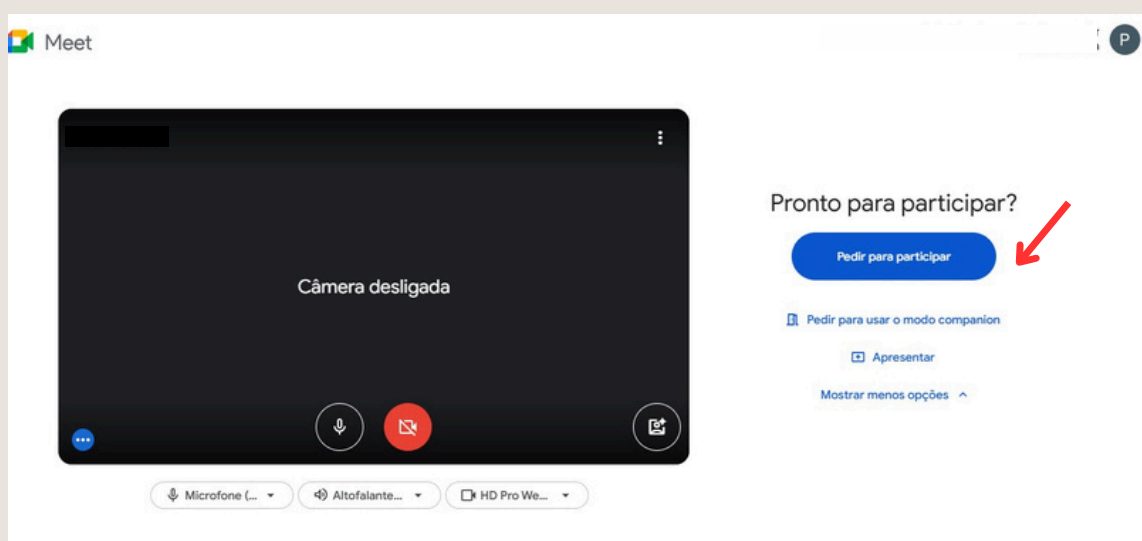 Meet
P
Pronto para participar?
Pedir para participar
Câmera desligada
Pedir para usar o modo companion
Apresentar
Mostrar menos opções
Microfone (...
Altofalante...
HD Pro We...